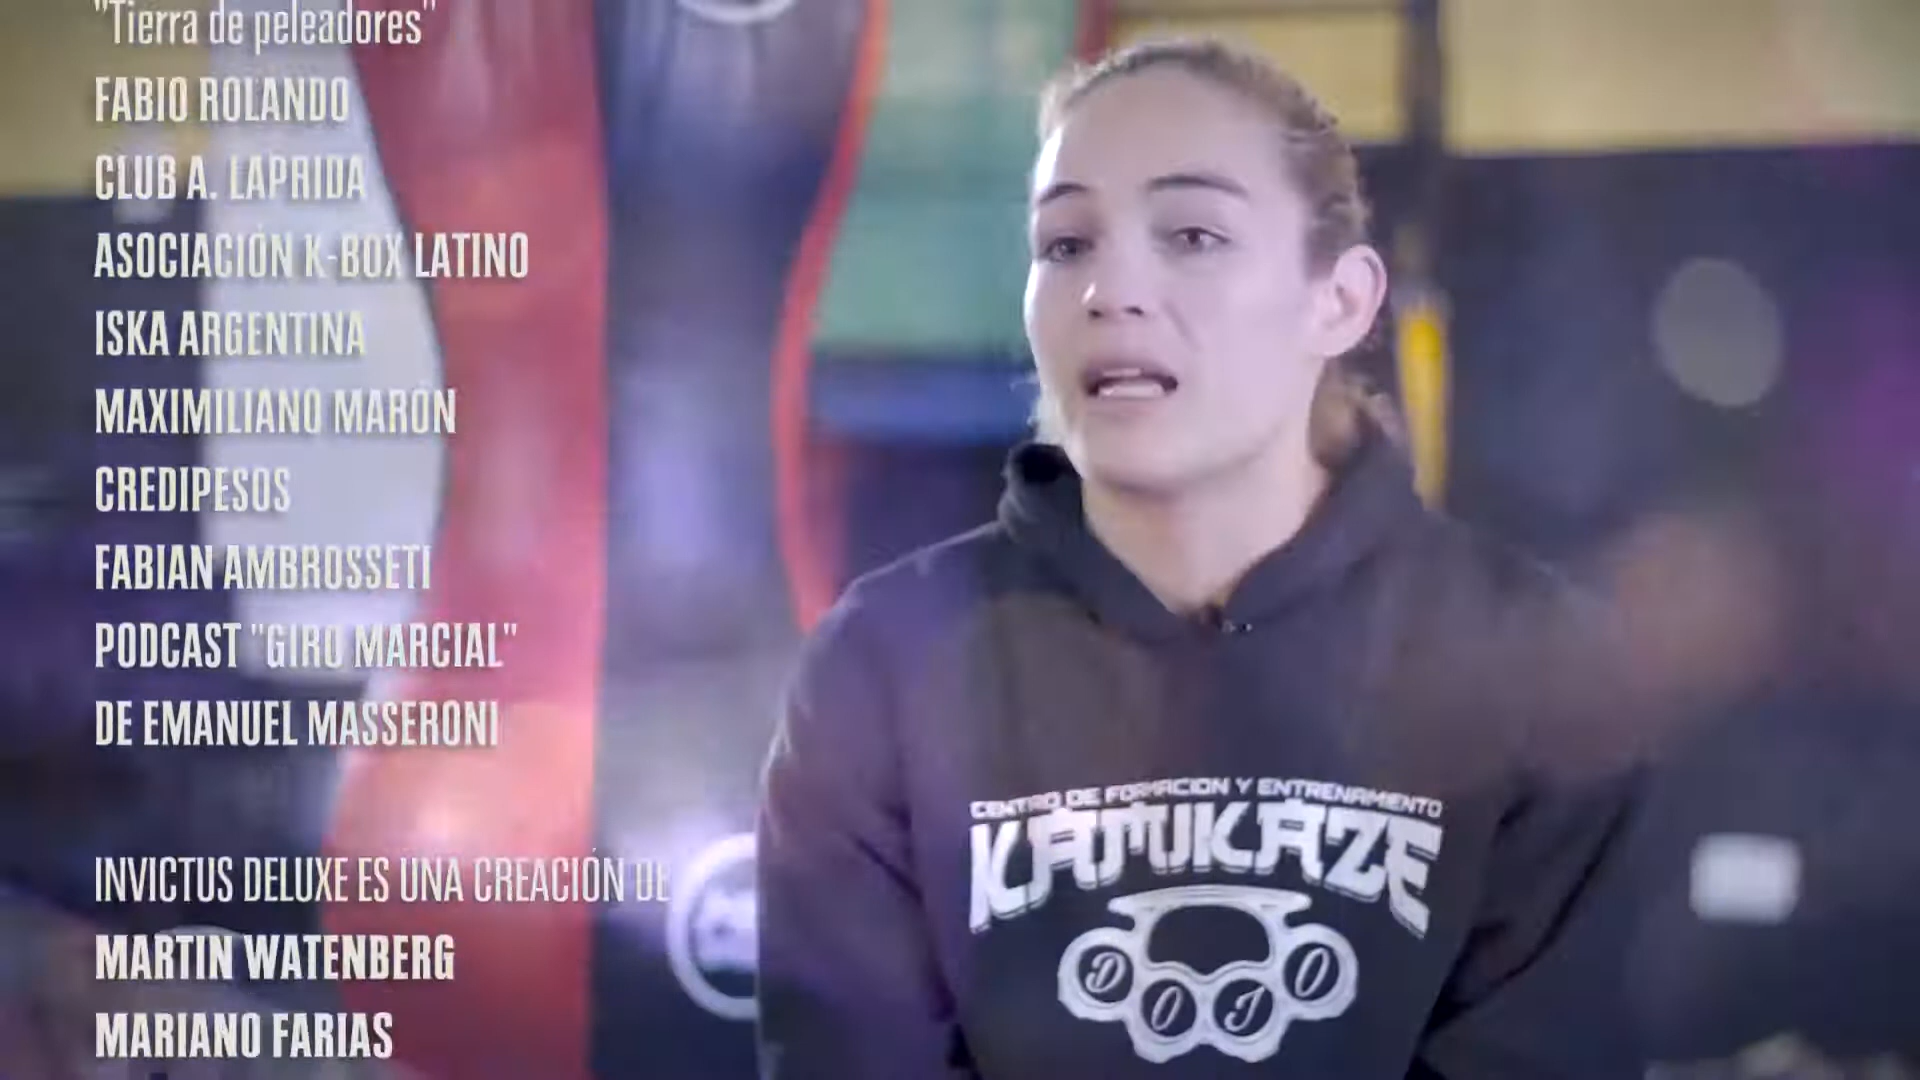 "Tierra de peleadores"
FABIO ROLANDO
CLUB A. LAPRIDA
ASOCIACIÓN K-BOX LATINO
ISKA ARGENTINA
MAXIMILIANO MARÓN
CREDIPESOS
FABIAN AMBROSSETI
PODCAST "GIRO MARCIAL"
DE EMANUEL MASSERONI
INVICTUS DELUXE ES UNA CREACIÓN DE
MARTIN WATENBERG
MARIANO FARIAS
CENTRO DE FORMACION Y ENTRENAMIENTO
KAMIKAZE
DOJO